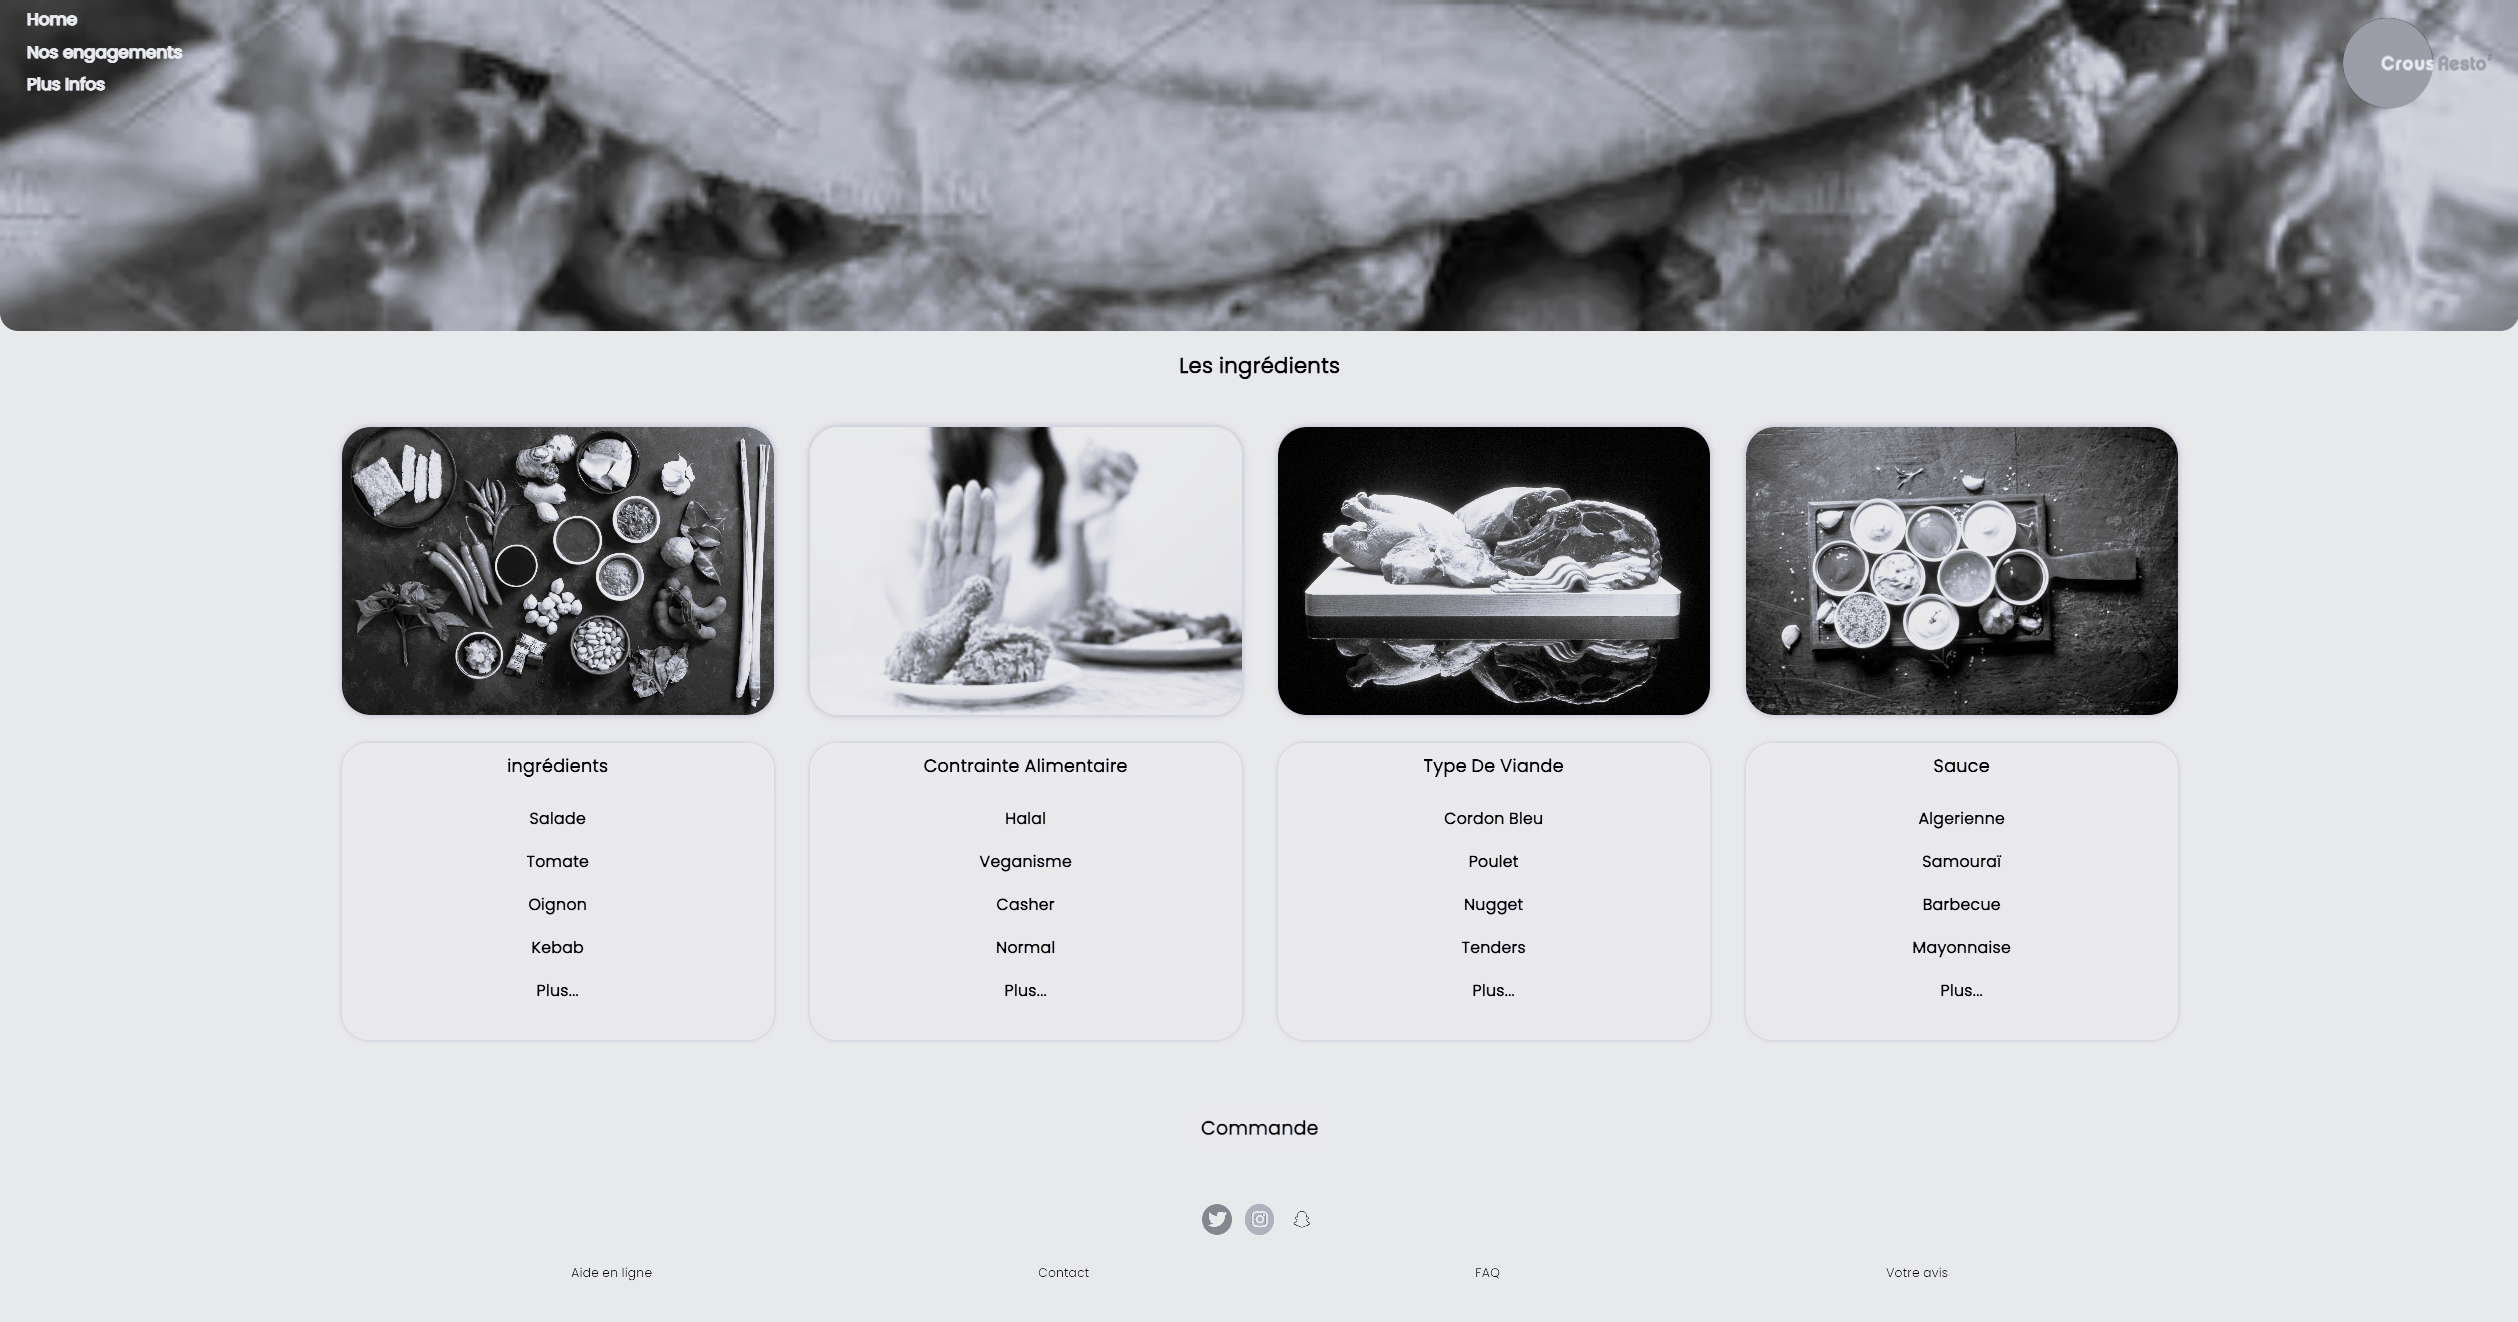 Home
Nos engagements
Plus Infos
Crous Resto'
Les ingrédients
ingrédients
Salade
Tomate
Oignon
Kebab
Plus...
Contrainte Alimentaire
Halal
Veganisme
Casher
Normal
Plus...
Type De Viande
Cordon Bleu
Poulet
Nugget
Tenders
Plus...
Sauce
Algerienne
Samouraï
Barbecue
Mayonnaise
Plus...
Commande
Aide en ligne
Contact
FAQ
Votre avis